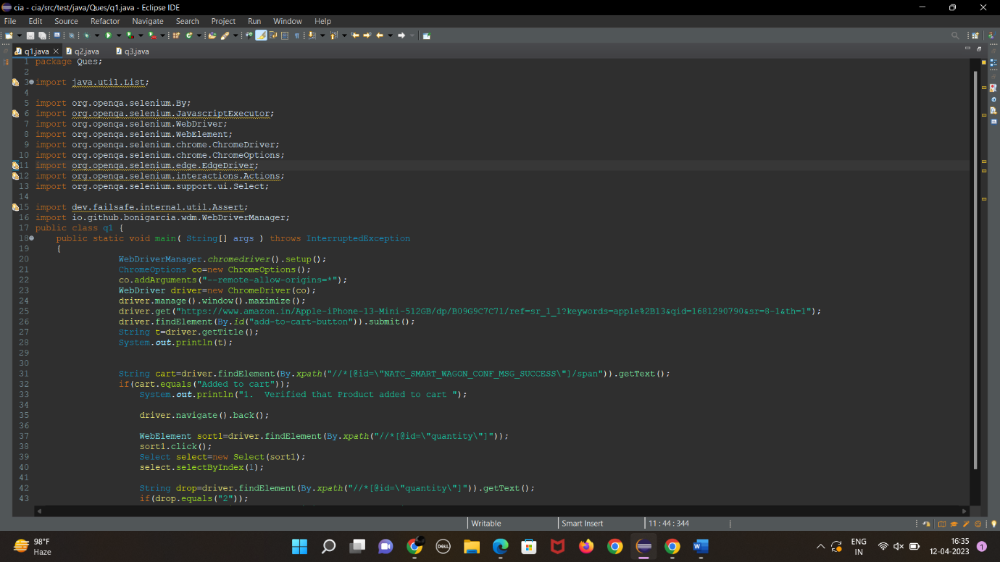 cia - cia/src/test/java/Ques/q1.java - Eclipse IDE
File Edit Source Refactor Navigate Search Project Run Window Help
q1.java q2.java q3.java
1 package Ques;
2
3 import java.util.List;
4
5 import org.openqa.selenium.By;
6 import org.openqa.selenium.JavascriptExecutor;
7 import org.openqa.selenium.WebDriver;
8 import org.openqa.selenium.WebElement;
9 import org.openqa.selenium.chrome.ChromeDriver;
10 import org.openqa.selenium.chrome.ChromeOptions;
11 import org.openqa.selenium.edge.EdgeDriver;
12 import org.openqa.selenium.interactions.Actions;
13 import org.openqa.selenium.support.ui.Select;
14
15 import dev.failsafe.internal.util.Assert;
16 import io.github.bonigarcia.wdm.WebDriverManager;
17 public class q1 {
18 public static void main( String[] args ) throws InterruptedException
19 {
20 WebDriverManager.chromedriver().setup();
21 ChromeOptions co=new ChromeOptions();
22 co.addArguments("--remote-allow-origins=*");
23 WebDriver driver=new ChromeDriver(co);
24 driver.manage().window().maximize();
25 driver.get("https://www.amazon.in/Apple-iPhone-13-Mini-512GB/dp/B09G9C7C71/ref=sr_1_1?keywords=apple%2B13&qid=1681290790&sr=8-1&th=1");
26 driver.findElement(By.id("add-to-cart-button")).submit();
27 String t=driver.getTitle();
28 System.out.println(t);
29
30
31 String cart=driver.findElement(By.xpath("//*[@id=\"NATC_SMART_WAGON_CONF_MSG_SUCCESS\"]/span")).getText();
32 if(cart.equals("Added to cart"));
33 System.out.println("1.  Verified that Product added to cart ");
34
35 driver.navigate().back();
36
37 WebElement sort1=driver.findElement(By.xpath("//*[@id=\"quantity\"]"));
38 sort1.click();
39 Select select=new Select(sort1);
40 select.selectByIndex(1);
41
42 String drop=driver.findElement(By.xpath("//*[@id=\"quantity\"]")).getText();
43 if(drop.equals("2"));
Writable Smart Insert 11 : 44 : 344
98°F
Haze
DELL
W
ENG
IN
16:35
12-04-2023
1